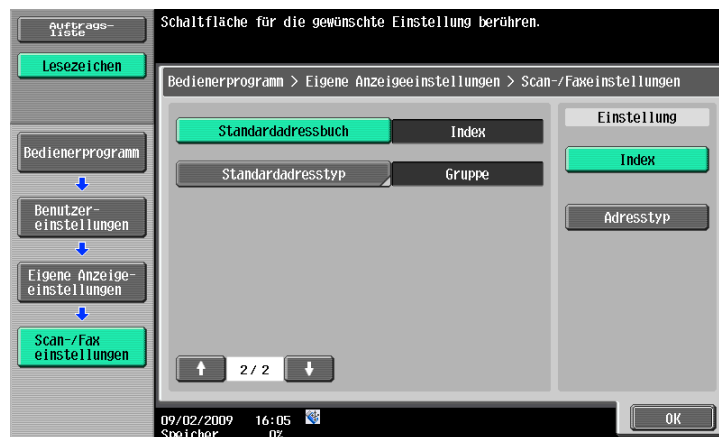 Auftrags-
liste
Schaltfläche für die gewünschte Einstellung berühren.
Lesezeichen
Bedienerprogramm > Eigene Anzeigeeinstellungen > Scan-/Faxeinstellungen
Standardadressbuch
Index
Einstellung
Bedienerprogramm
Index
Standardadresstyp
Gruppe
Benutzer-
einstellungen
Adresstyp
Eigene Anzeige-
einstellungen
Scan-/Fax
einstellungen
2/ 2
09/02/2009 16:05
OK
Speicher 0%